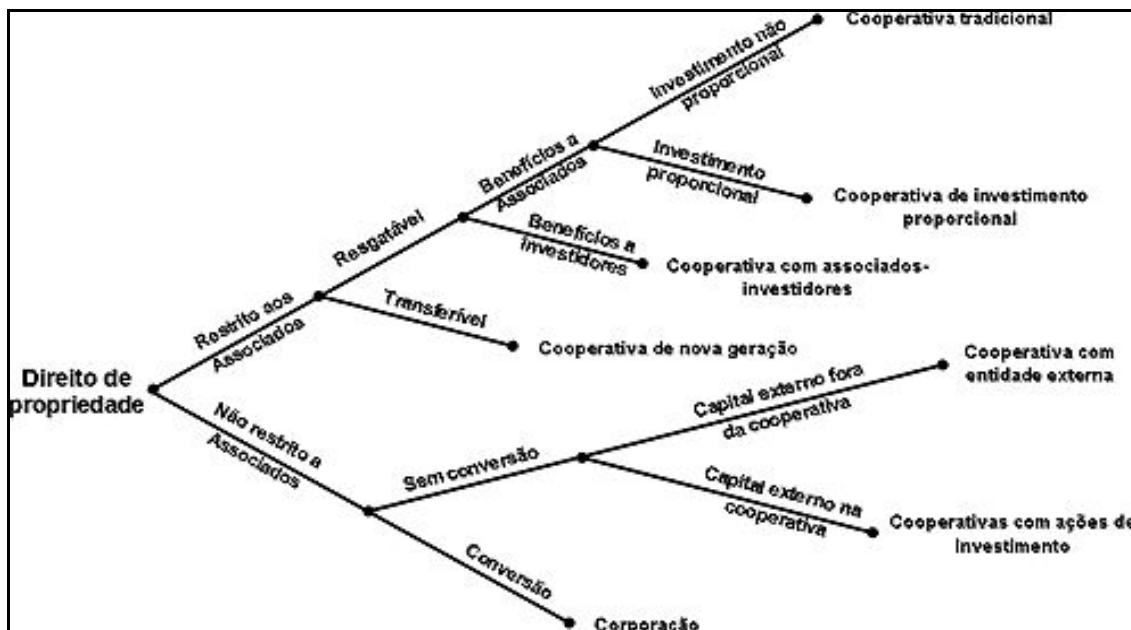 Cooperativa tradicional
Investimento não
proporcional
Benefícios a
Associados
Investimento
proporcional
Cooperativa de investimento
proporcional
Resgatável
Benefícios a
investidores
Cooperativa com associados-
investidores
Restrito aos
Associados
Transferível
Cooperativa de nova geração
Direito de
propriedade
Cooperativa com
entidade externa
Capital externo fora
da cooperativa
Não restrito a
Associados
Sem conversão
Capital externo na
cooperativa
Cooperativas com ações de
Investimento
Conversão
Corporação